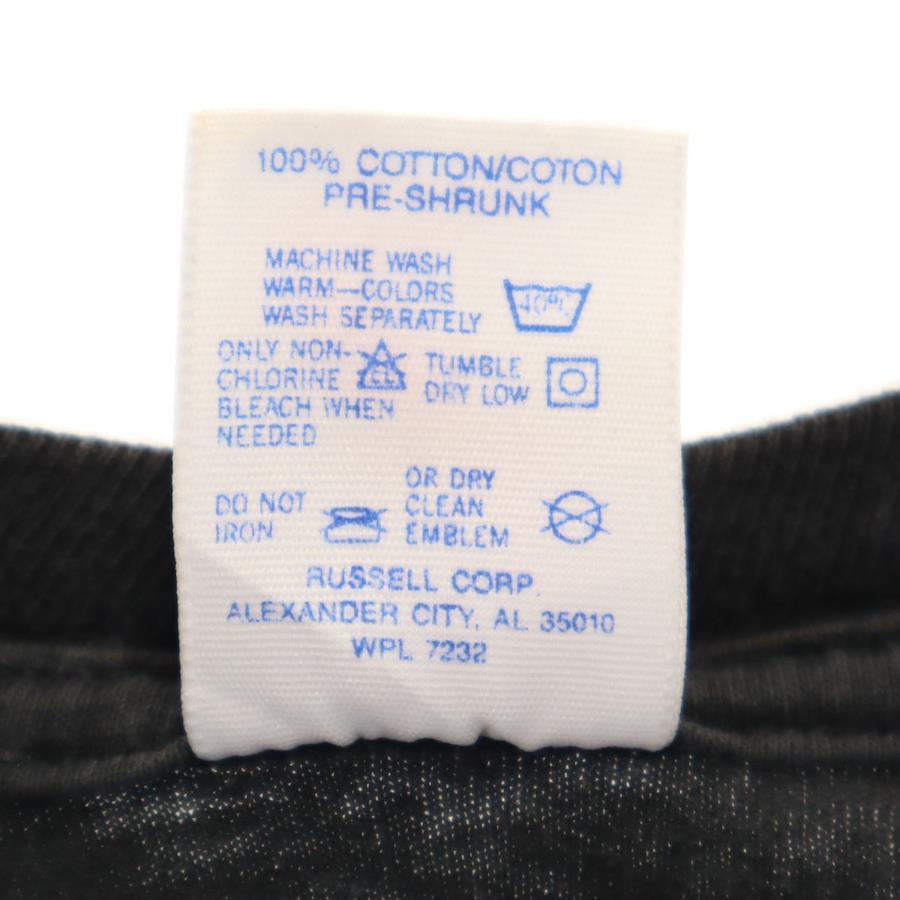 100% COTTON/COTON
PRE-SHRUNK
MACHINE WASH
WARM—COLORS
WASH SEPARATELY
40°C
ONLY NON-
CHLORINE
BLEACH WHEN
NEEDED
CL
TUMBLE
DRY LOW
DO NOT
IRON
OR DRY
CLEAN
EMBLEM
RUSSELL CORP.
ALEXANDER CITY, AL 35010
WPL 7232